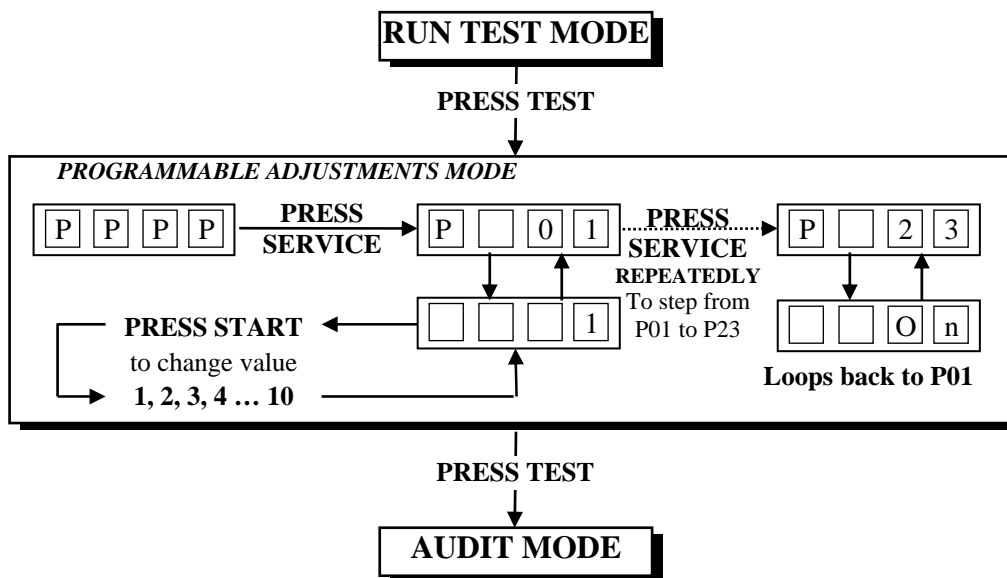 RUN TEST MODE
PRESS TEST
PROGRAMMABLE ADJUSTMENTS MODE
P P P P
PRESS
SERVICE
P 0 1
PRESS
SERVICE
REPEATEDLY
To step from
P01 to P23
P 2 3
1
O n
PRESS START
to change value
1, 2, 3, 4 … 10
Loops back to P01
PRESS TEST
AUDIT MODE